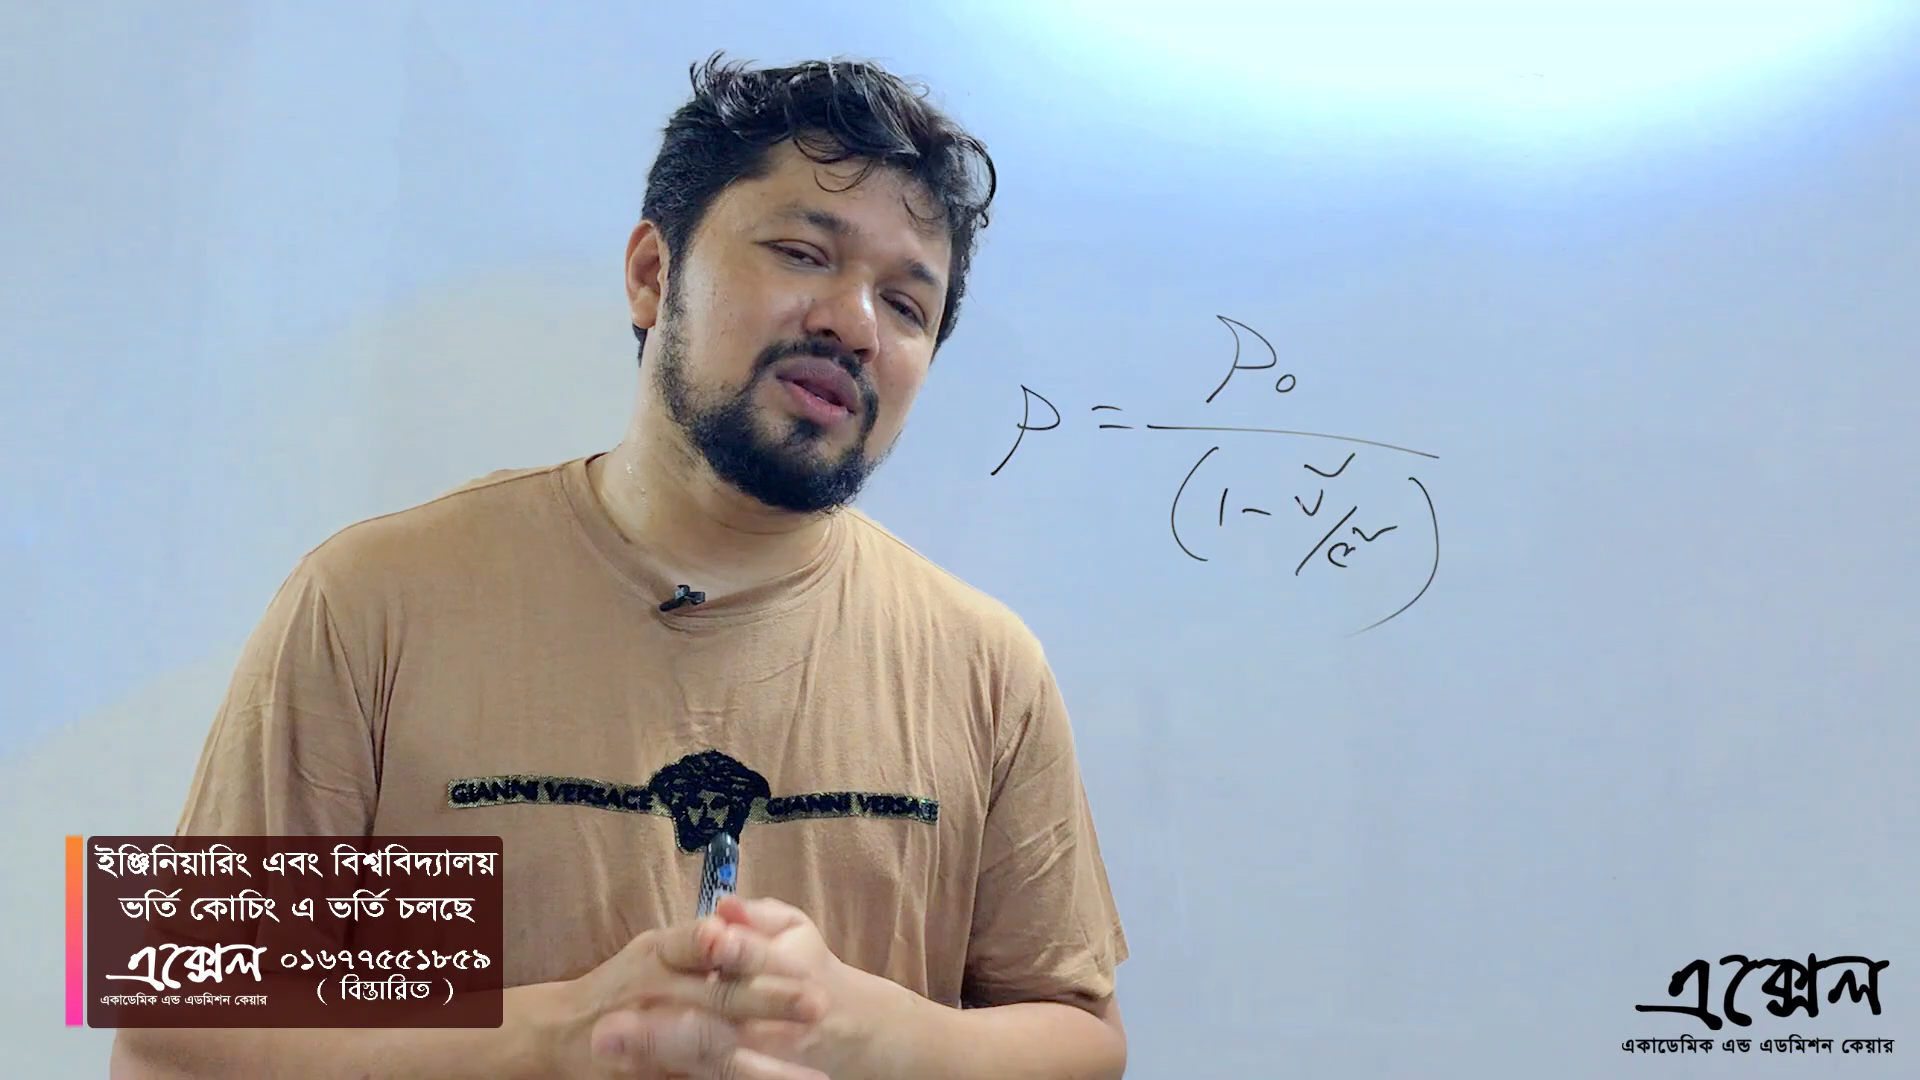 ρ = ρ₀ / (1 - v² / c²)
GIANNI VERSACE GIANNI VERSACE
ইঞ্জিনিয়ারিং এবং বিশ্ববিদ্যালয়
ভর্তি কোচিং এ ভর্তি চলছে
এক্সেল ০১৬৭৭৫৫১৮৫৯
একাডেমিক এন্ড এডমিশন কেয়ার ( বিস্তারিত )
এক্সেল
একাডেমিক এন্ড এডমিশন কেয়ার